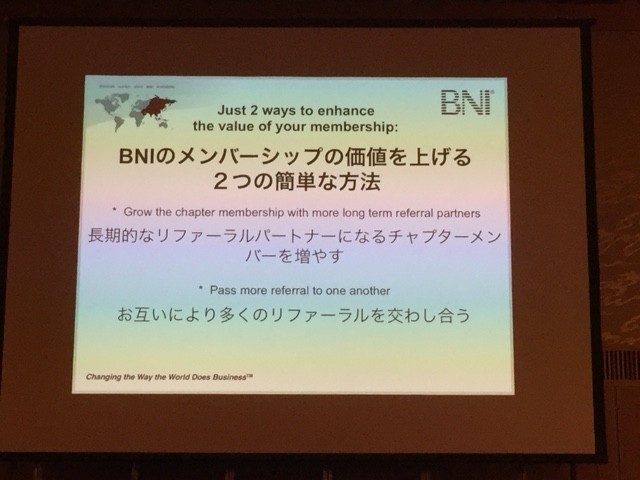 BNI®
Just 2 ways to enhance
the value of your membership:
BNIのメンバーシップの価値を上げる
２つの簡単な方法
* Grow the chapter membership with more long term referral partners
長期的なリファーラルパートナーになるチャプターメン
バーを増やす
* Pass more referral to one another
お互いにより多くのリファーラルを交わし合う
Changing the Way the World Does Business™